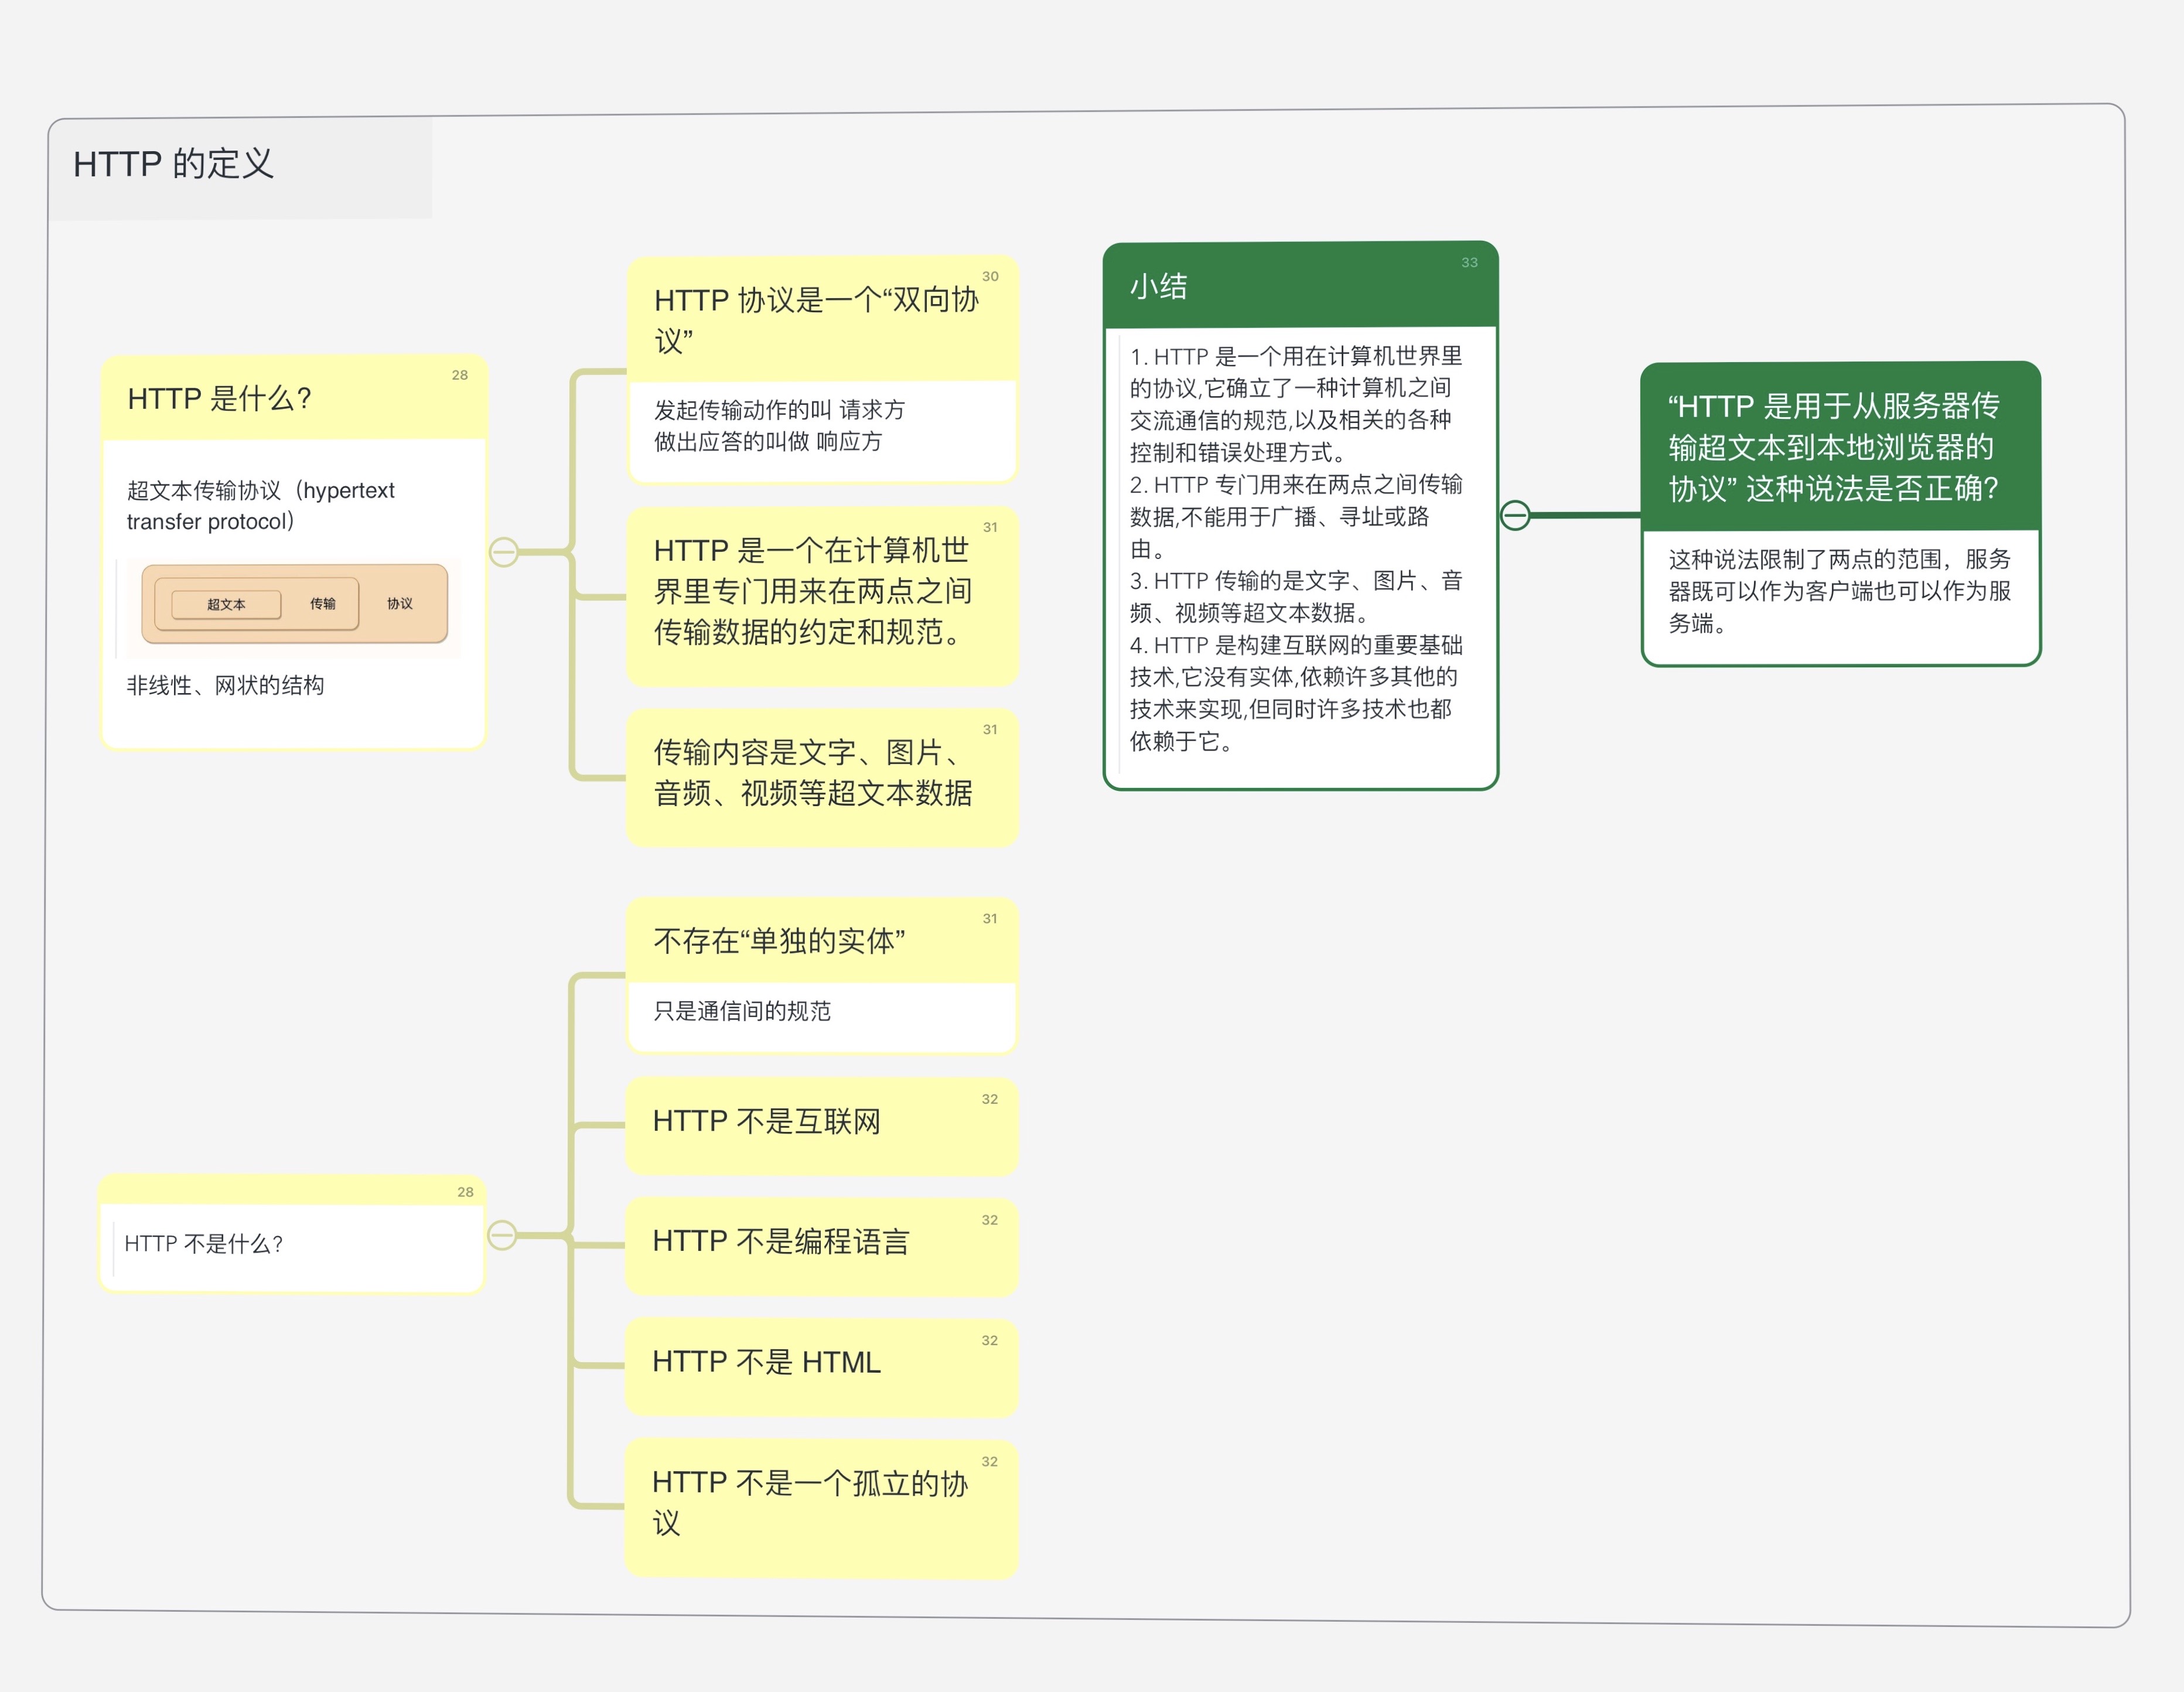 HTTP 的定义
28
HTTP 是什么?
超文本传输协议（hypertext
transfer protocol）
超文本 传输 协议
非线性、网状的结构
30
HTTP 协议是一个“双向协
议”
发起传输动作的叫 请求方
做出应答的叫做 响应方
31
HTTP 是一个在计算机世
界里专门用来在两点之间
传输数据的约定和规范。
31
传输内容是文字、图片、
音频、视频等超文本数据
28
HTTP 不是什么?
31
不存在“单独的实体”
只是通信间的规范
32
HTTP 不是互联网
32
HTTP 不是编程语言
32
HTTP 不是 HTML
32
HTTP 不是一个孤立的协
议
33
小结
1. HTTP 是一个用在计算机世界里
的协议,它确立了一种计算机之间
交流通信的规范,以及相关的各种
控制和错误处理方式。
2. HTTP 专门用来在两点之间传输
数据,不能用于广播、寻址或路
由。
3. HTTP 传输的是文字、图片、音
频、视频等超文本数据。
4. HTTP 是构建互联网的重要基础
技术,它没有实体,依赖许多其他的
技术来实现,但同时许多技术也都
依赖于它。
“HTTP 是用于从服务器传
输超文本到本地浏览器的
协议” 这种说法是否正确?
这种说法限制了两点的范围，服务
器既可以作为客户端也可以作为服
务端。